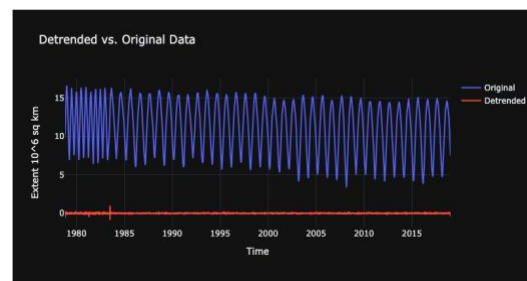 Detrended vs. Original Data
Original
Detrended
Extent 10^6 sq km
15
10
5
0
1980 1985 1990 1995 2000 2005 2010 2015
Time